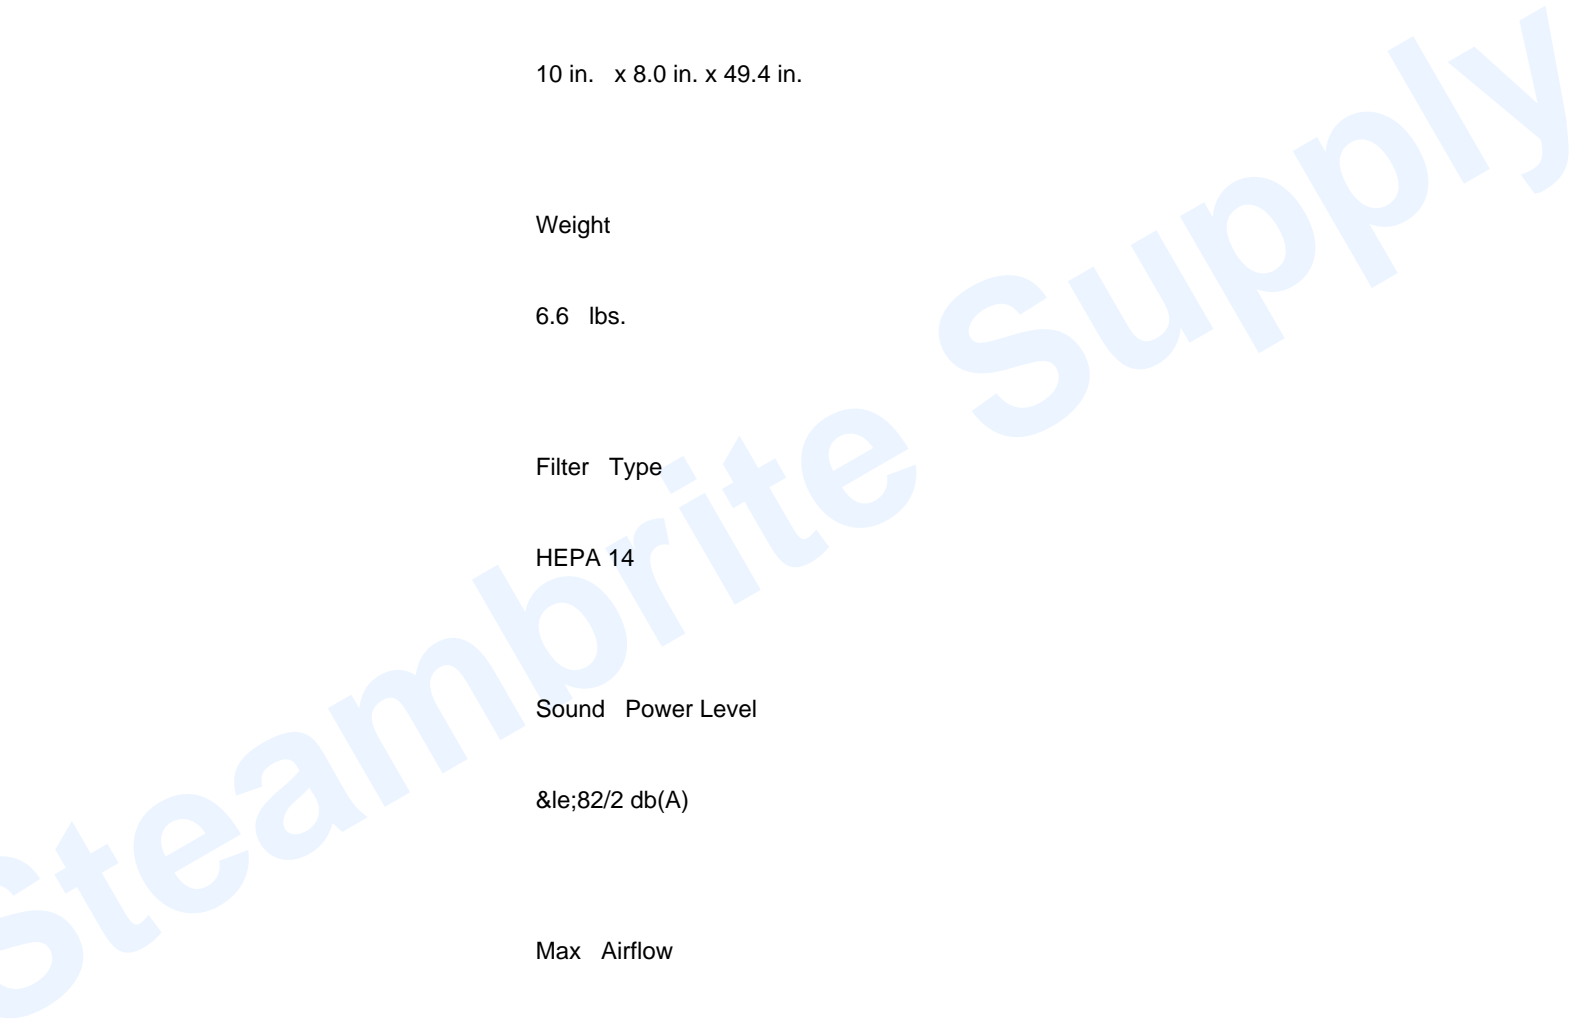 10 in.   x 8.0 in. x 49.4 in.
Weight
6.6   lbs.
Filter   Type
HEPA 14
Sound   Power Level
&le;82/2 db(A)
Max   Airflow
Steambrite Supply